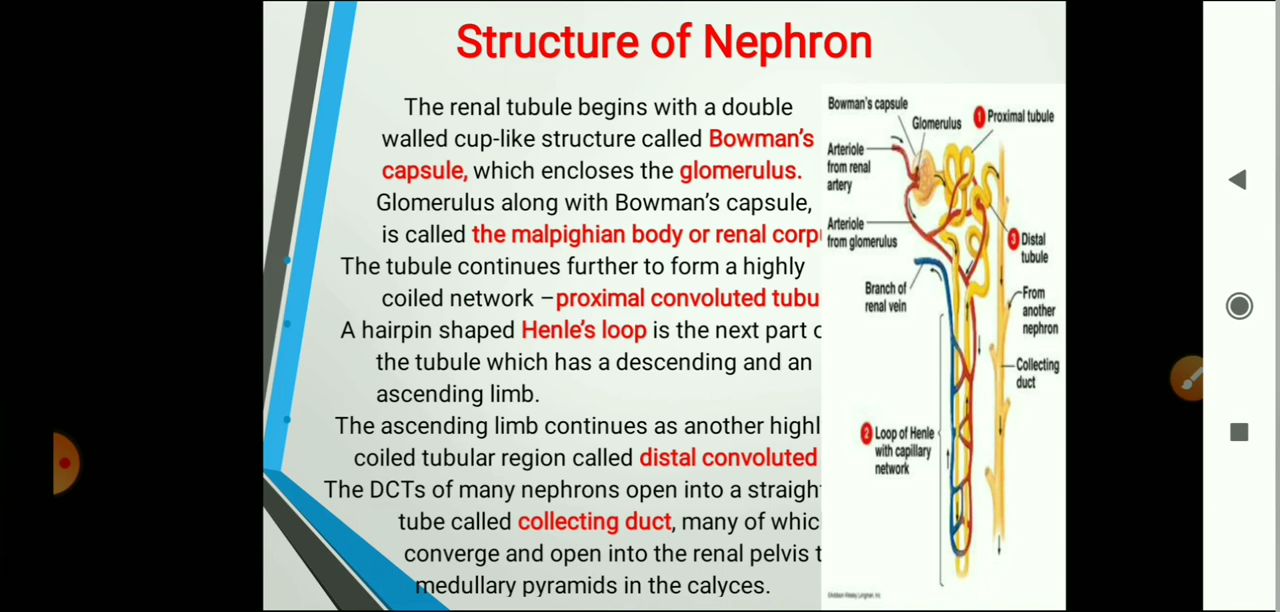 Structure of Nephron
The renal tubule begins with a double
walled cup-like structure called Bowman's
capsule, which encloses the glomerulus.
Glomerulus along with Bowman's capsule,
is called the malpighian body or renal corp
The tubule continues further to form a highly
coiled network –proximal convoluted tubu
A hairpin shaped Henle's loop is the next part
the tubule which has a descending and an
ascending limb.
The ascending limb continues as another highl
coiled tubular region called distal convoluted
The DCTs of many nephrons open into a straigh
tube called collecting duct, many of whic
converge and open into the renal pelvis t
medullary pyramids in the calyces.
Bowman's capsule
Glomerulus
1 Proximal tubule
Arteriole
from renal
artery
Arteriole
from glomerulus
3 Distal
tubule
Branch of
renal vein
From
another
nephron
Collecting
duct
2 Loop of Henle
with capillary
network